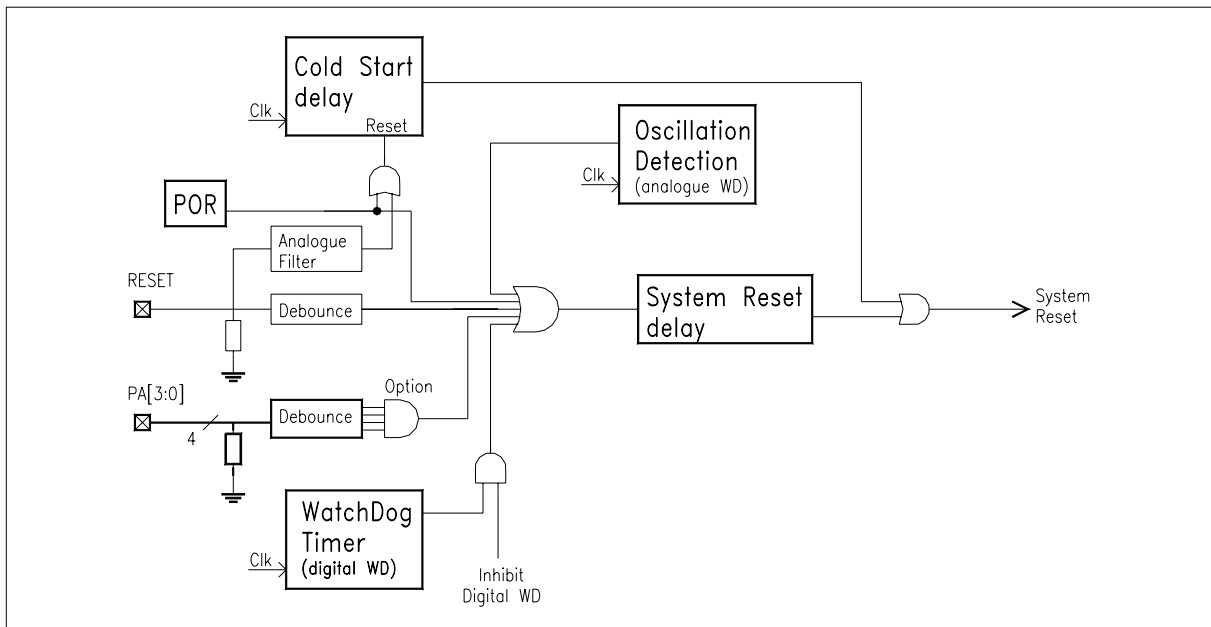 Cold Start
delay
Clk
Reset
Oscillation
Detection
(analogue WD)
Clk
POR
Analogue
Filter
RESET
Debounce
System Reset
delay
System
Reset
PA[3:0]
4
Debounce
Option
WatchDog
Timer
(digital WD)
Clk
Inhibit
Digital WD